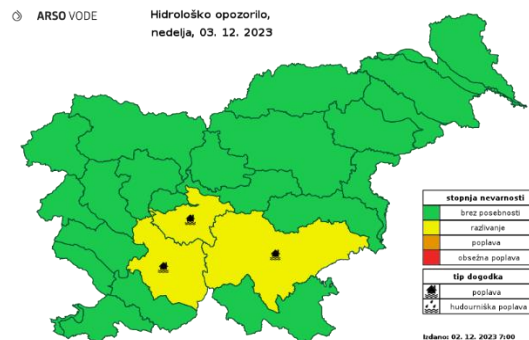 ARSO VODE
Hidrološko opozorilo,
nedelja, 03. 12. 2023
stopnja nevarnosti
brez posebnosti
razlivanje
poplava
obsežna poplava
tip dogodka
poplava
hudourniška poplava
Izdano: 02. 12. 2023 7:00